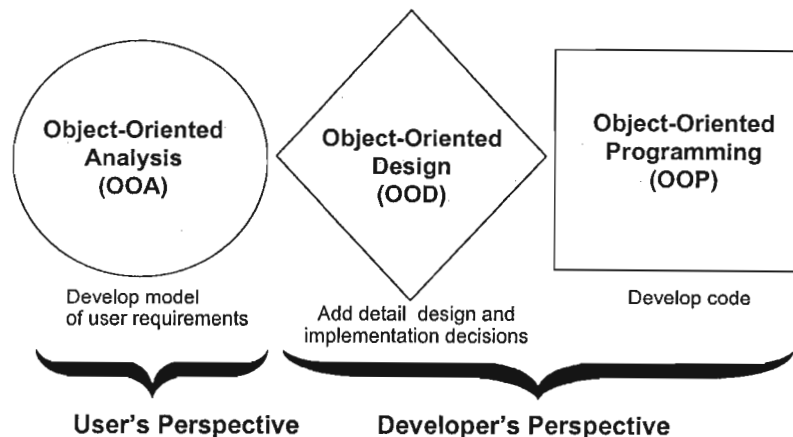 Object-Oriented
Analysis
(OOA)
Object-Oriented
Design
(OOD)
Object-Oriented
Programming
(OOP)
Develop model
of user requirements
Add detail design and
implementation decisions
Develop code
User's Perspective
Developer's Perspective